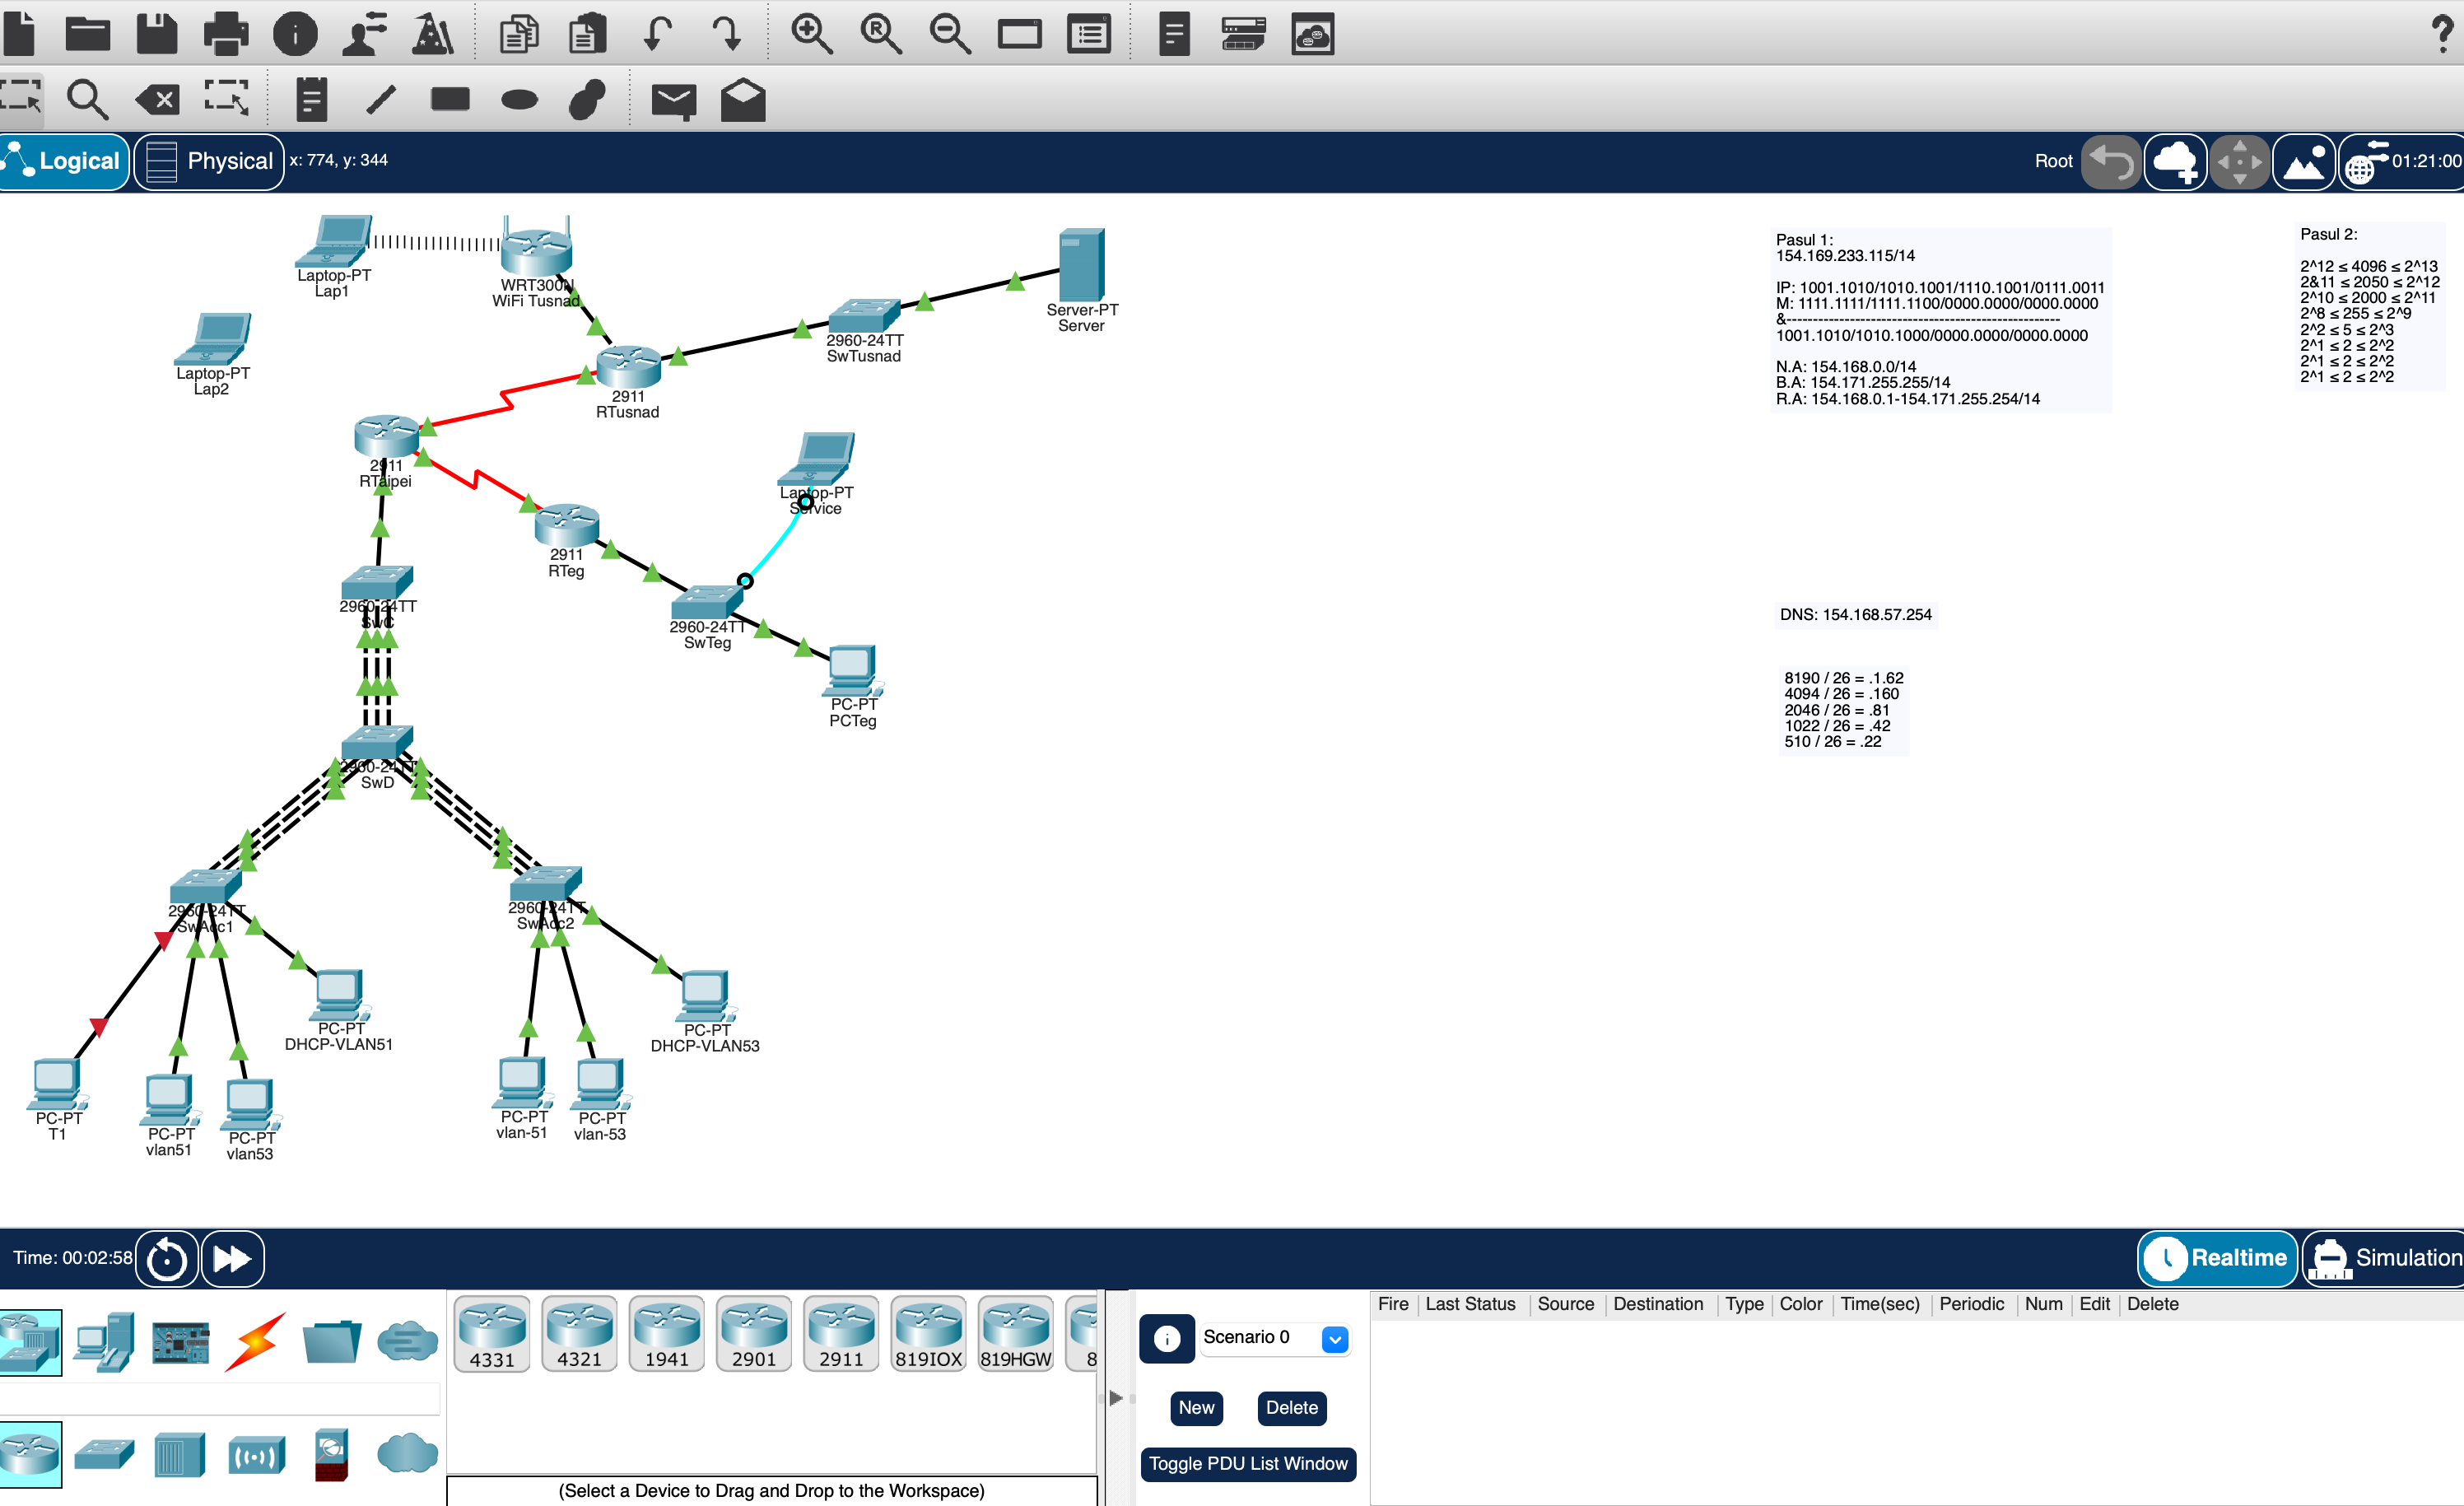 Logical
Physical
x: 774, y: 344
Root
01:21:00
Laptop-PT
Lap1
WRT300N
WiFi Tusnad
Laptop-PT
Lap2
2911
RTusnad
2960-24TT
SwTusnad
Server-PT
Server
2911
RTaipei
2911
RTeg
Laptop-PT
Service
2960-24TT
SwTeg
PC-PT
PCTeg
2960-24TT
SwC
2960-24TT
SwD
2960-24TT
SwAcc1
2960-24TT
SwAcc2
PC-PT
DHCP-VLAN51
PC-PT
DHCP-VLAN53
PC-PT
T1
PC-PT
vlan51
PC-PT
vlan53
PC-PT
vlan-51
PC-PT
vlan-53
Pasul 1:
154.169.233.115/14
IP: 1001.1010/1010.1001/1110.1001/0111.0011
M: 1111.1111/1111.1100/0000.0000/0000.0000
&----------------------------------------------------
1001.1010/1010.1000/0000.0000/0000.0000
N.A: 154.168.0.0/14
B.A: 154.171.255.255/14
R.A: 154.168.0.1-154.171.255.254/14
Pasul 2:
2^12 ≤ 4096 ≤ 2^13
2&11 ≤ 2050 ≤ 2^12
2^10 ≤ 2000 ≤ 2^11
2^8 ≤ 255 ≤ 2^9
2^2 ≤ 5 ≤ 2^3
2^1 ≤ 2 ≤ 2^2
2^1 ≤ 2 ≤ 2^2
2^1 ≤ 2 ≤ 2^2
DNS: 154.168.57.254
8190 / 26 = .1.62
4094 / 26 = .160
2046 / 26 = .81
1022 / 26 = .42
510 / 26 = .22
Time: 00:02:58
Realtime
Simulation
4331
4321
1941
2901
2911
819IOX
819HGW
8
(Select a Device to Drag and Drop to the Workspace)
Scenario 0
New
Delete
Toggle PDU List Window
Fire Last Status Source Destination Type Color Time(sec) Periodic Num Edit Delete